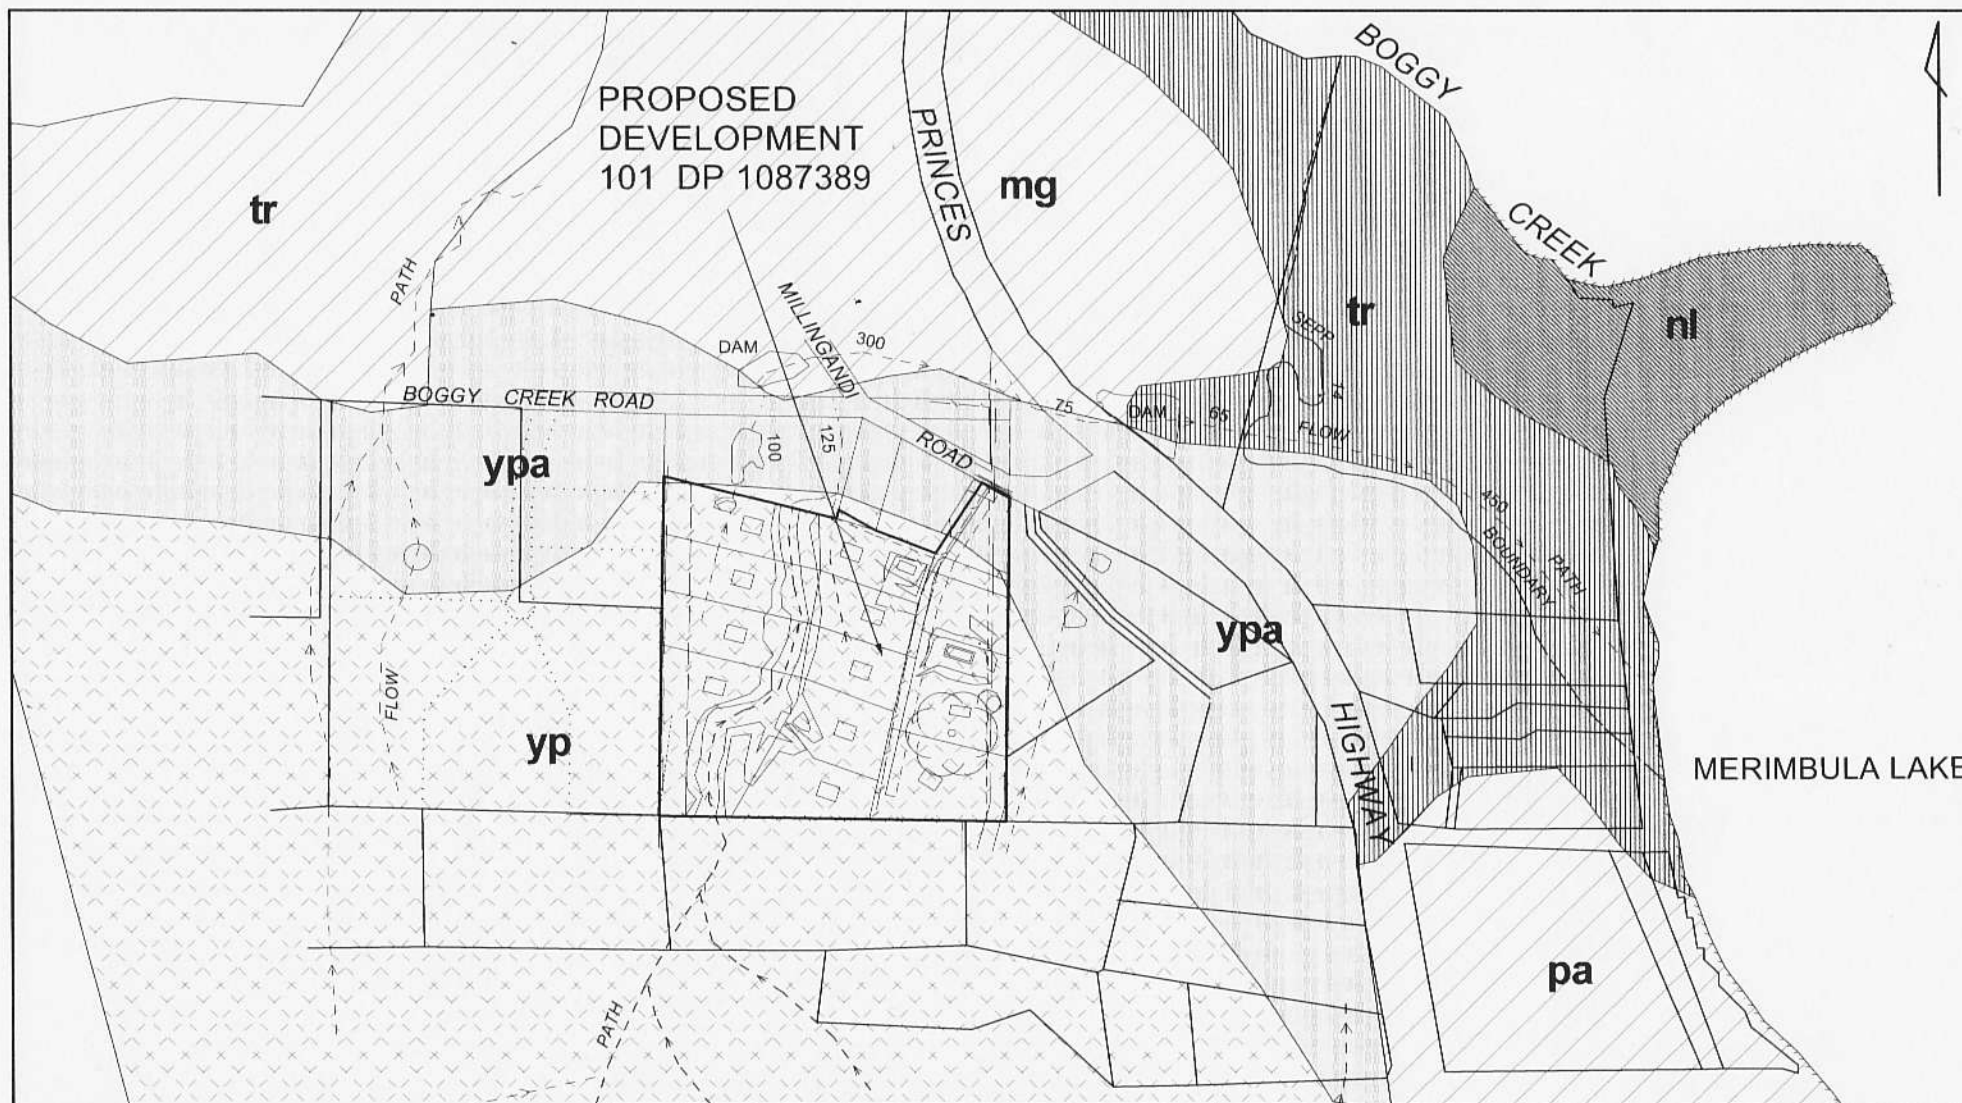 BOGGY
PROPOSED
DEVELOPMENT
101 DP 1087389
PRINCES
mg
tr
CREEK
PATH
MILLINGANDI
SEPP
tr
nl
DAM
300
14
BOGGY CREEK ROAD
75
DAM
65
FLOW
ROAD
100
125
ypa
450
PATH
BOUNDARY
ypa
FLOW
yp
HIGHWAY
MERIMBULA LAKE
pa
PATH